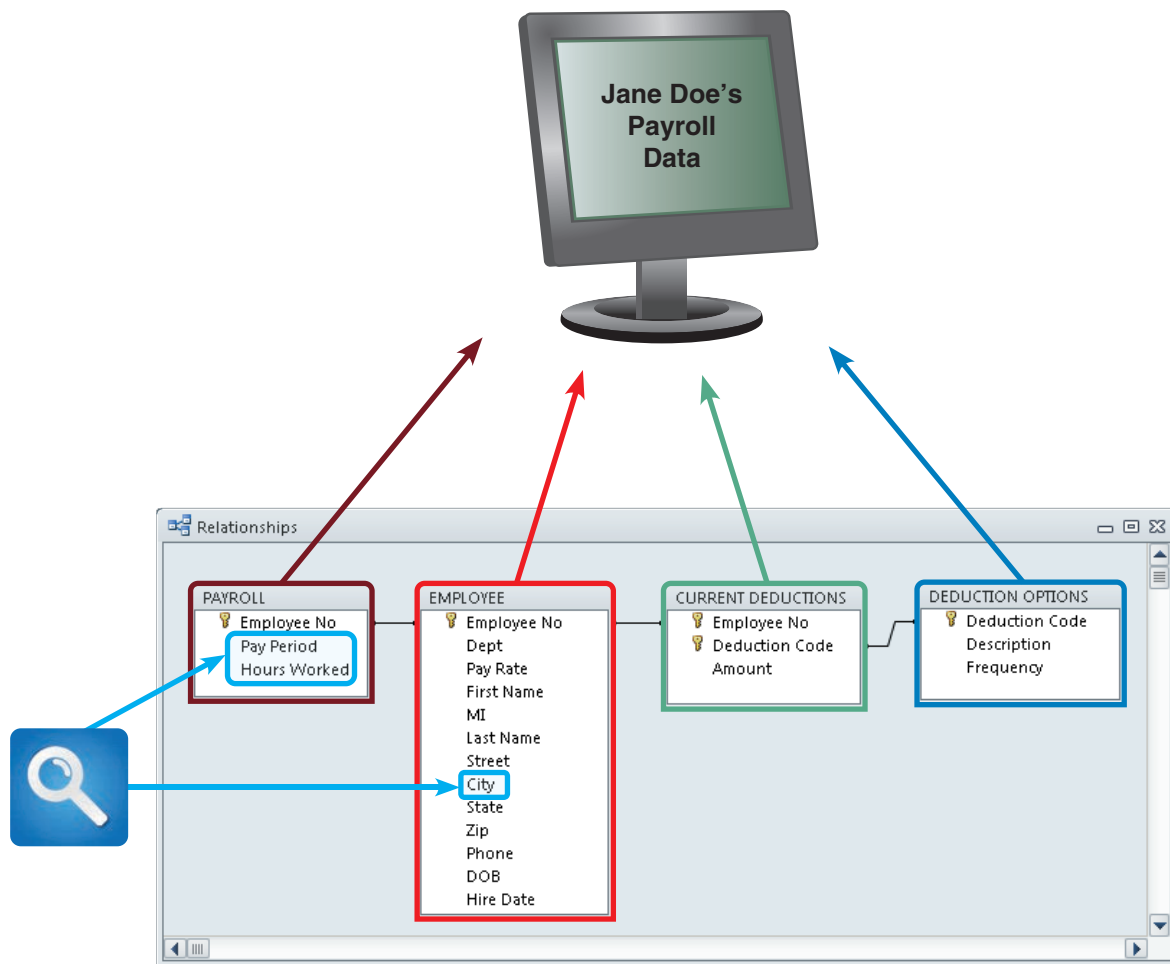 Jane Doe's
Payroll
Data
Relationships
PAYROLL
Employee No
Pay Period
Hours Worked
EMPLOYEE
Employee No
Dept
Pay Rate
First Name
MI
Last Name
Street
City
State
Zip
Phone
DOB
Hire Date
CURRENT DEDUCTIONS
Employee No
Deduction Code
Amount
DEDUCTION OPTIONS
Deduction Code
Description
Frequency